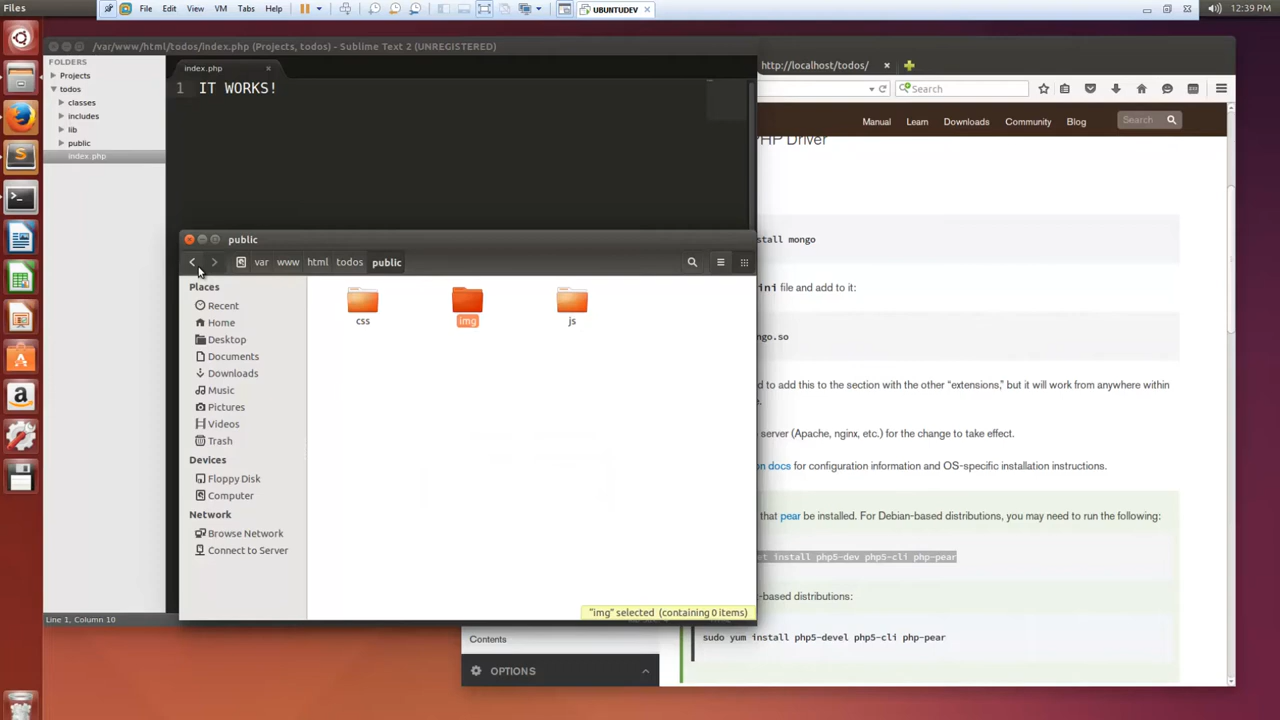 Files
File Edit View VM Tabs Help
UBUNTUDEV
12:39 PM
/var/www/html/todos/index.php (Projects, todos) - Sublime Text 2 (UNREGISTERED)
FOLDERS
Projects
todos
classes
includes
lib
public
index.php
index.php
1 IT WORKS!
public
var www html todos public
Places
Recent
Home
Desktop
Documents
Downloads
Music
Pictures
Videos
Trash
Devices
Floppy Disk
Computer
Network
Browse Network
Connect to Server
css
img
js
"img" selected (containing 0 items)
Line 1, Column 10
http://localhost/todos/
Search
Manual Learn Downloads Community Blog
Search
PHP Driver
stall mongo
ini file and add to it:
ngo.so
d to add this to the section with the other “extensions,” but it will work from anywhere within
e.
server (Apache, nginx, etc.) for the change to take effect.
on docs for configuration information and OS-specific installation instructions.
that pear be installed. For Debian-based distributions, you may need to run the following:
et install php5-dev php5-cli php-pear
-based distributions:
sudo yum install php5-devel php5-cli php-pear
Contents
OPTIONS